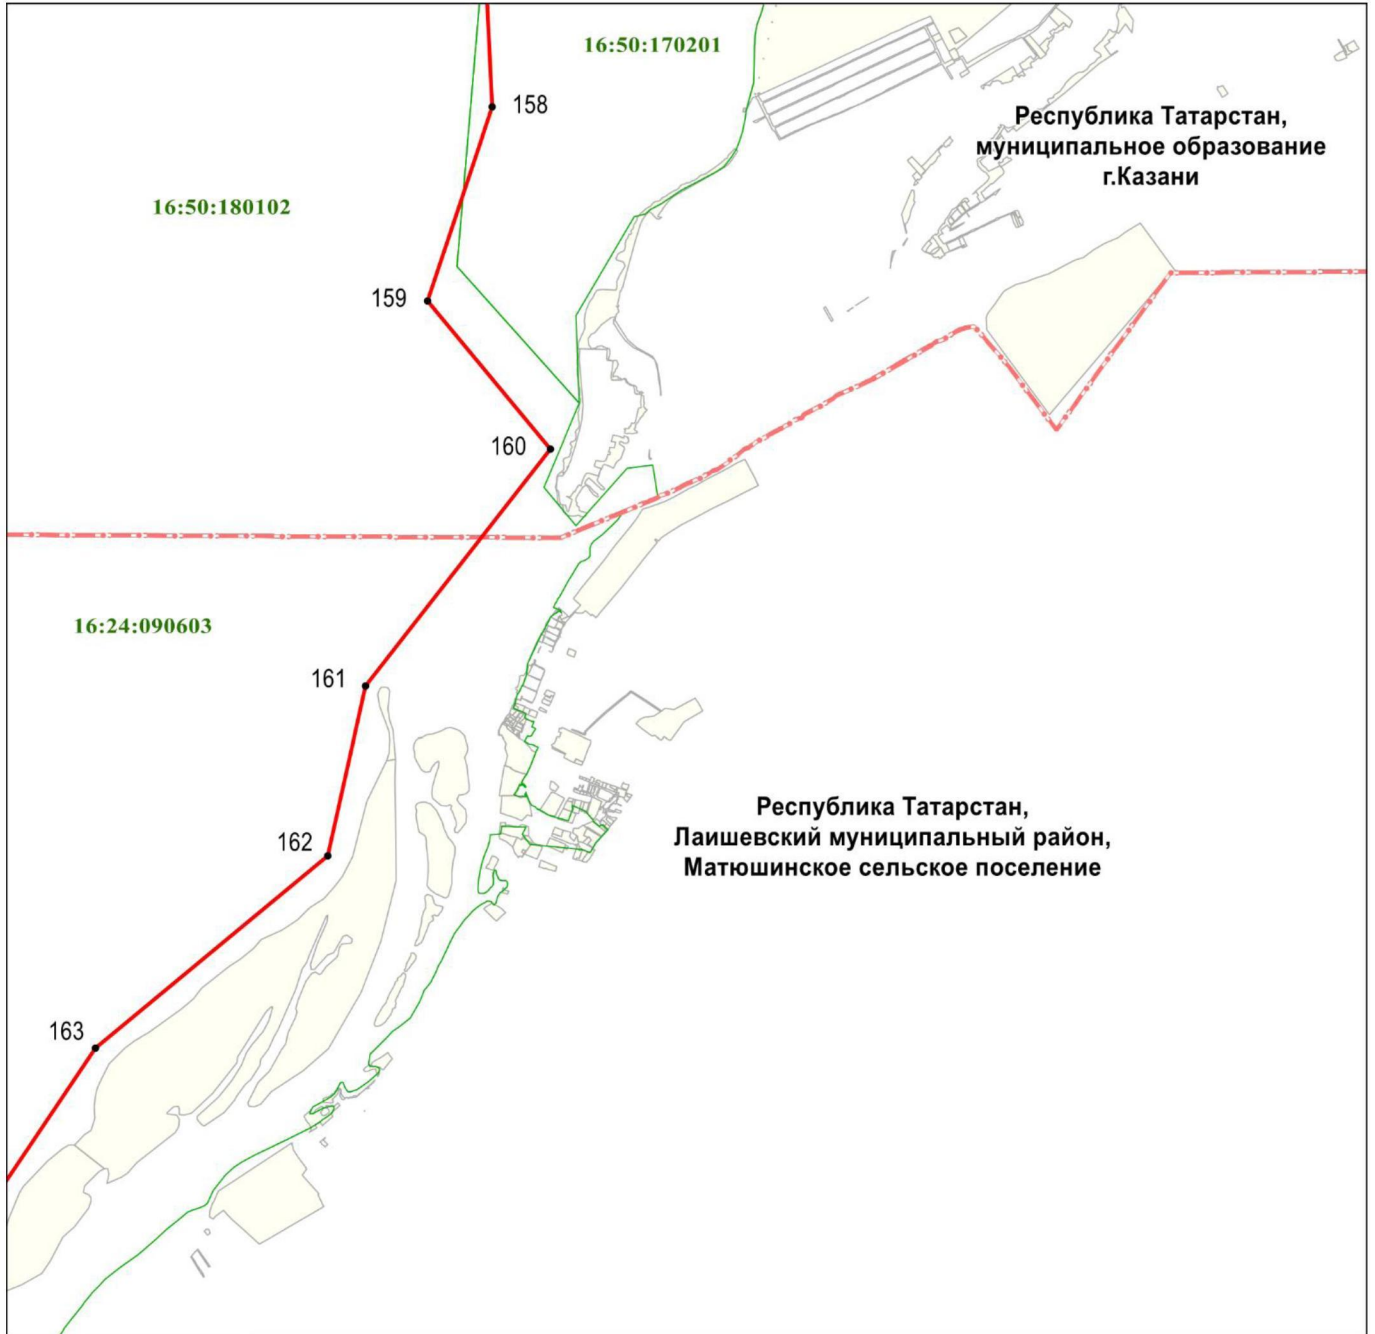 16:50:170201
158
Республика Татарстан,
муниципальное образование
г.Казани
16:50:180102
159
160
16:24:090603
161
Республика Татарстан,
Лаишевский муниципальный район,
Матюшинское сельское поселение
162
163